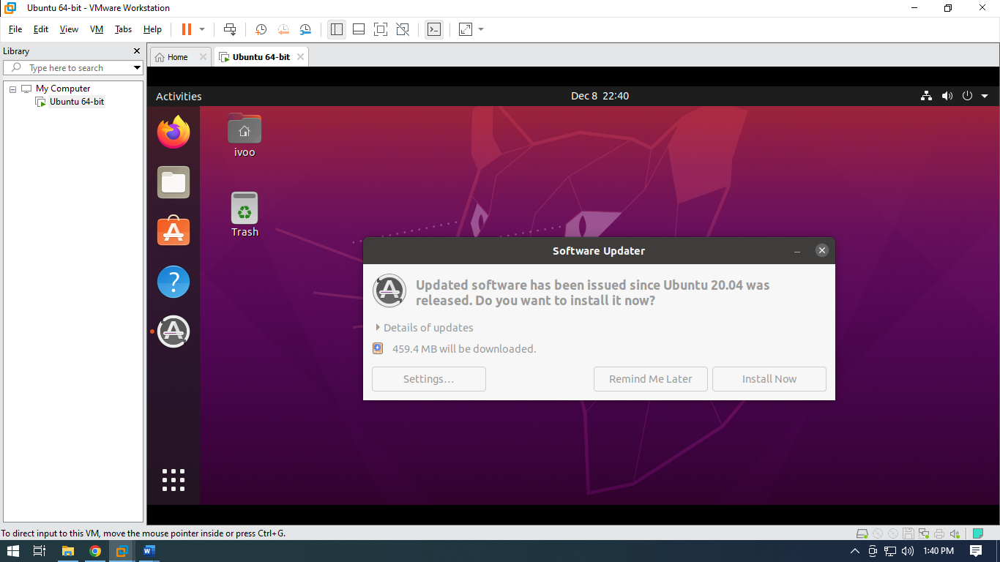 Ubuntu 64-bit - VMware Workstation
File Edit View VM Tabs Help
Library
Type here to search
My Computer
Ubuntu 64-bit
Home
Ubuntu 64-bit
Activities
Dec 8 22:40
ivoo
Trash
Software Updater
Updated software has been issued since Ubuntu 20.04 was
released. Do you want to install it now?
Details of updates
459.4 MB will be downloaded.
Settings…
Remind Me Later
Install Now
To direct input to this VM, move the mouse pointer inside or press Ctrl+G.
1:40 PM